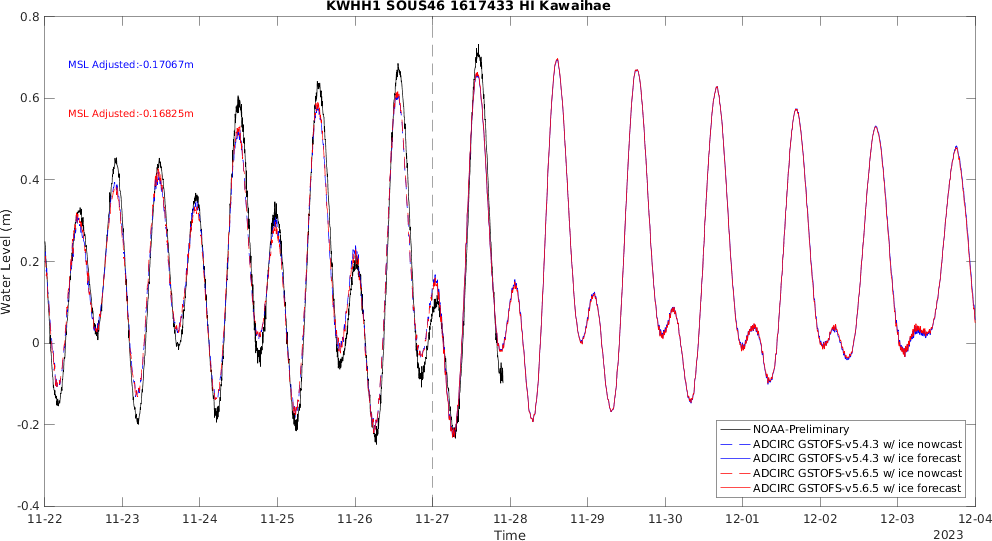 KWHH1 SOUS46 1617433 HI Kawaihae
MSL Adjusted:-0.17067m
MSL Adjusted:-0.16825m
Water Level (m)
0.8
0.6
0.4
0.2
0
-0.2
-0.4
NOAA-Preliminary
ADCIRC GSTOFS-v5.4.3 w/ ice nowcast
ADCIRC GSTOFS-v5.4.3 w/ ice forecast
ADCIRC GSTOFS-v5.6.5 w/ ice nowcast
ADCIRC GSTOFS-v5.6.5 w/ ice forecast
11-22 11-23 11-24 11-25 11-26 11-27 11-28 11-29 11-30 12-01 12-02 12-03 12-04
Time
2023